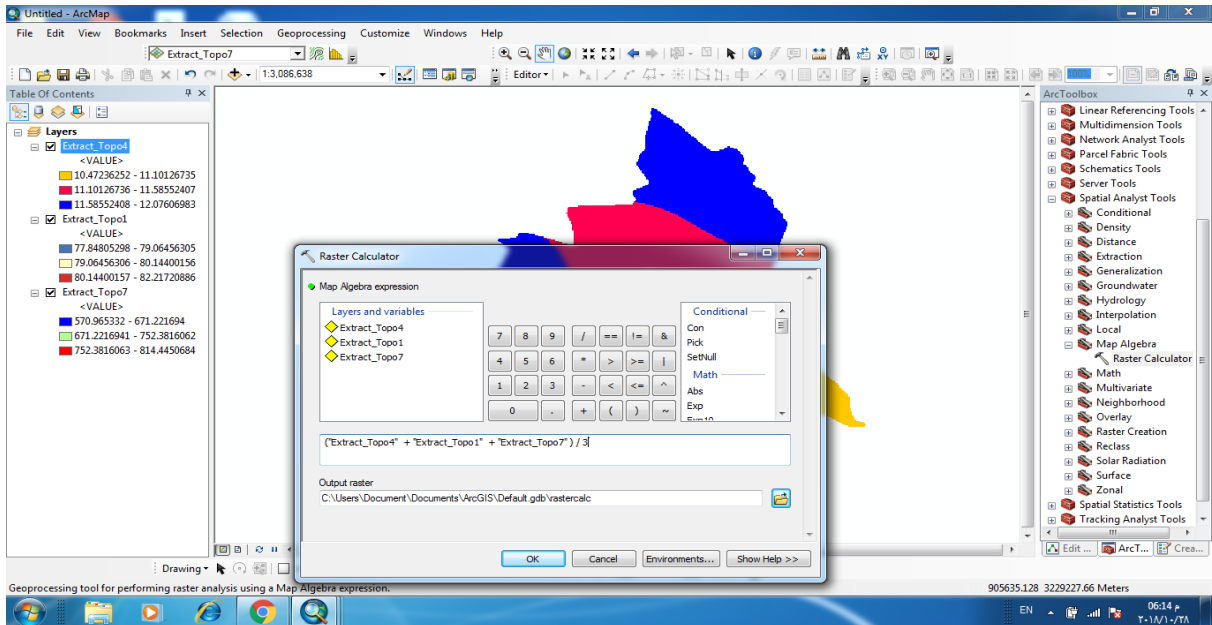 Untitled - ArcMap
File Edit View Bookmarks Insert Selection Geoprocessing Customize Windows Help
Extract_Topo7
1:3,086,638
Editor
100%
Table Of Contents
Layers
Extract_Topo4
<VALUE>
10.47236252 - 11.10126735
11.10126736 - 11.58552407
11.58552408 - 12.07606983
Extract_Topo1
<VALUE>
77.84805298 - 79.06456305
79.06456306 - 80.14400156
80.14400157 - 82.21720886
Extract_Topo7
<VALUE>
570.965332 - 671.221694
671.2216941 - 752.3816062
752.3816063 - 814.4450684
Raster Calculator
Map Algebra expression
Layers and variables
Extract_Topo4
Extract_Topo1
Extract_Topo7
7 8 9 / == != &
4 5 6 * > >= |
1 2 3 - < <= ^
0 . + ( ) ~
Conditional
Con
Pick
SetNull
Math
Abs
Exp
Exp10
("Extract_Topo4" + "Extract_Topo1" + "Extract_Topo7") / 3
Output raster
C:\Users\Document\Documents\ArcGIS\Default.gdb\rastercalc
OK Cancel Environments... Show Help >>
ArcToolbox
Linear Referencing Tools
Multidimension Tools
Network Analyst Tools
Parcel Fabric Tools
Schematics Tools
Server Tools
Spatial Analyst Tools
Conditional
Density
Distance
Extraction
Generalization
Groundwater
Hydrology
Interpolation
Local
Map Algebra
Raster Calculator
Math
Multivariate
Neighborhood
Overlay
Raster Creation
Reclass
Solar Radiation
Surface
Zonal
Spatial Statistics Tools
Tracking Analyst Tools
Edit ... ArcT... Crea...
Drawing
Geoprocessing tool for performing raster analysis using a Map Algebra expression.
905635.128 3229227.66 Meters
EN
06:14 م
٢٠١٨/١٠/٢٨